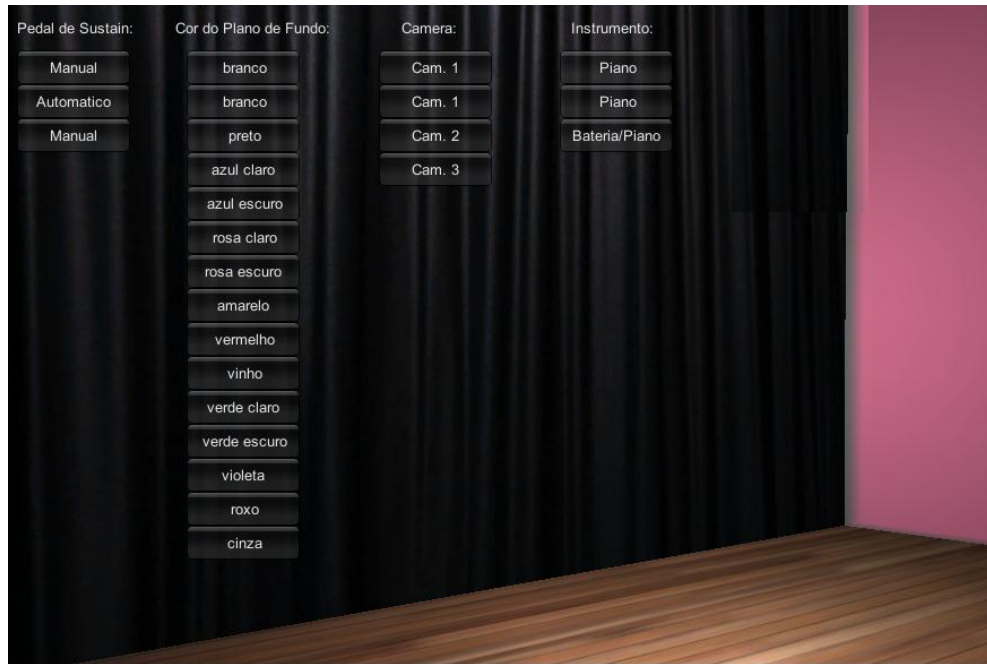 Pedal de Sustain:
Manual
Automatico
Manual
Cor do Plano de Fundo:
branco
branco
preto
azul claro
azul escuro
rosa claro
rosa escuro
amarelo
vermelho
vinho
verde claro
verde escuro
violeta
roxo
cinza
Camera:
Cam. 1
Cam. 1
Cam. 2
Cam. 3
Instrumento:
Piano
Piano
Bateria/Piano